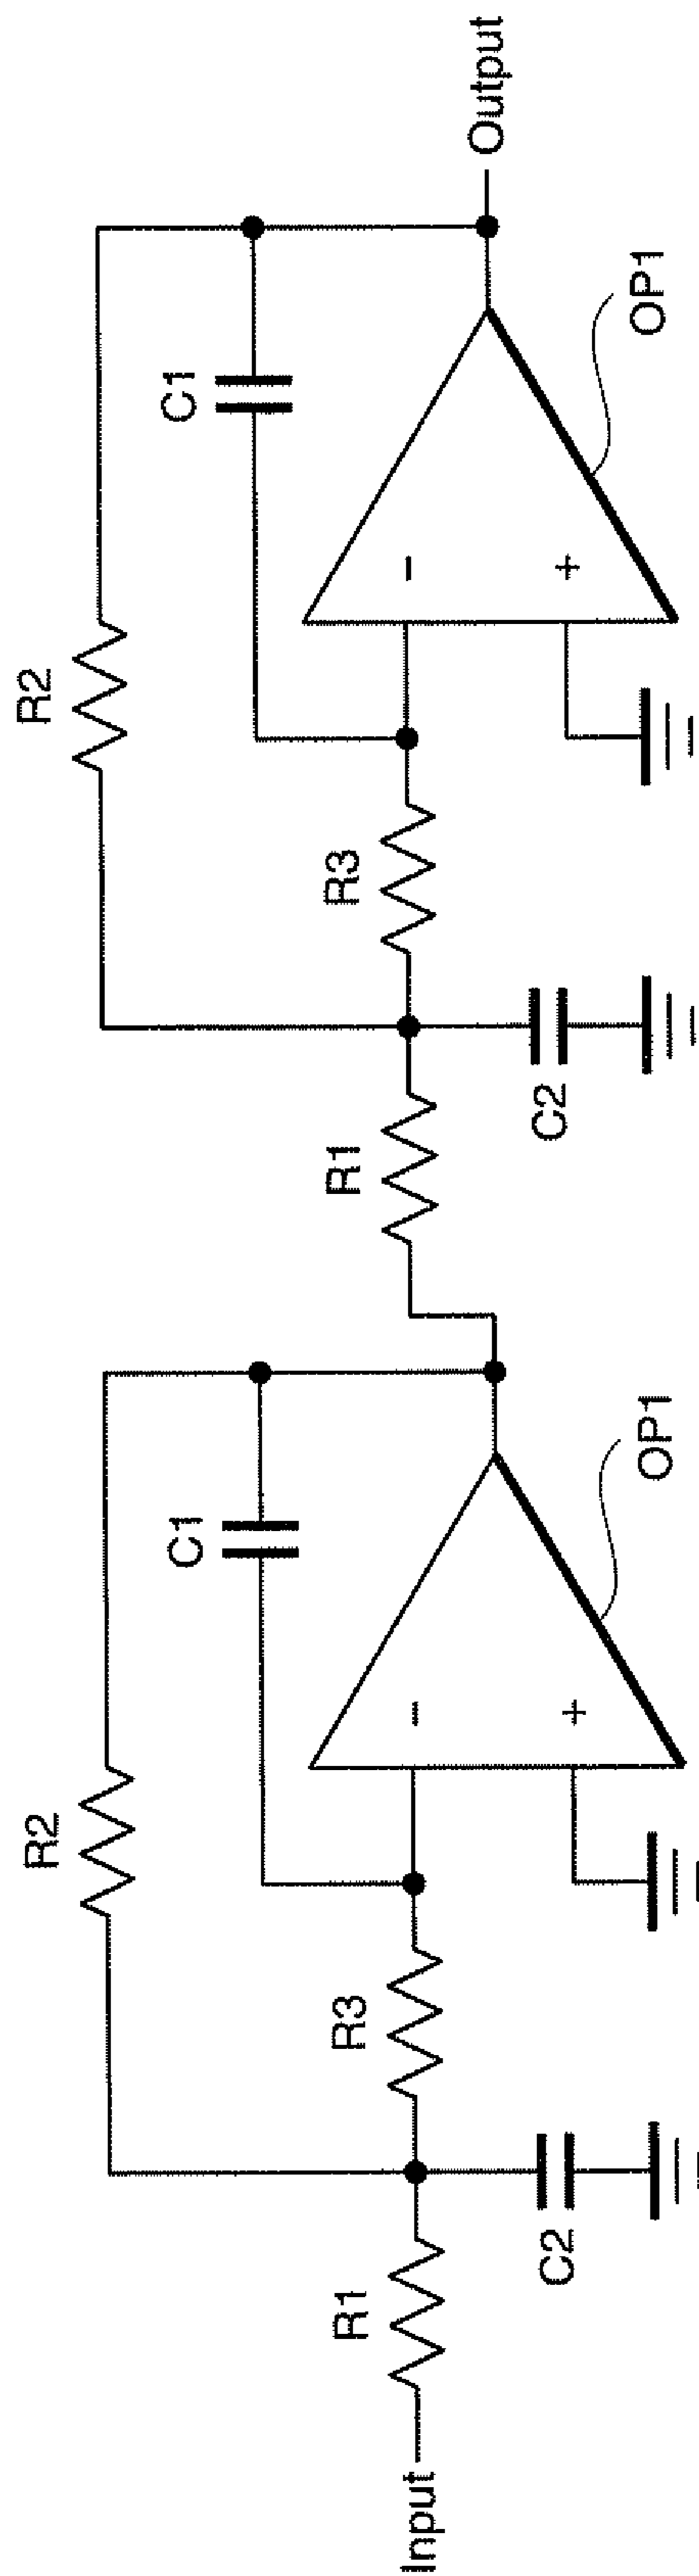 R2
R2
C1
C1
Input
R1
R3
-
R1
R3
-
Output
+
+
C2
OP1
C2
OP1